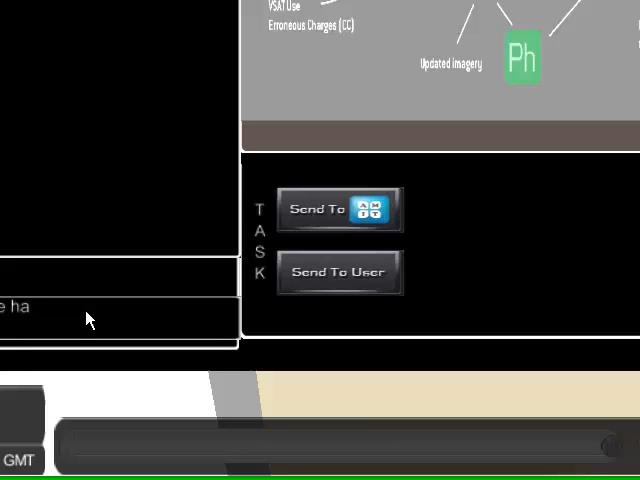 VSAT Use
Erroneous Charges (CC)
Updated imagery
Ph
T
A
S
K
Send To
A M
I T
Send To User
e ha
GMT